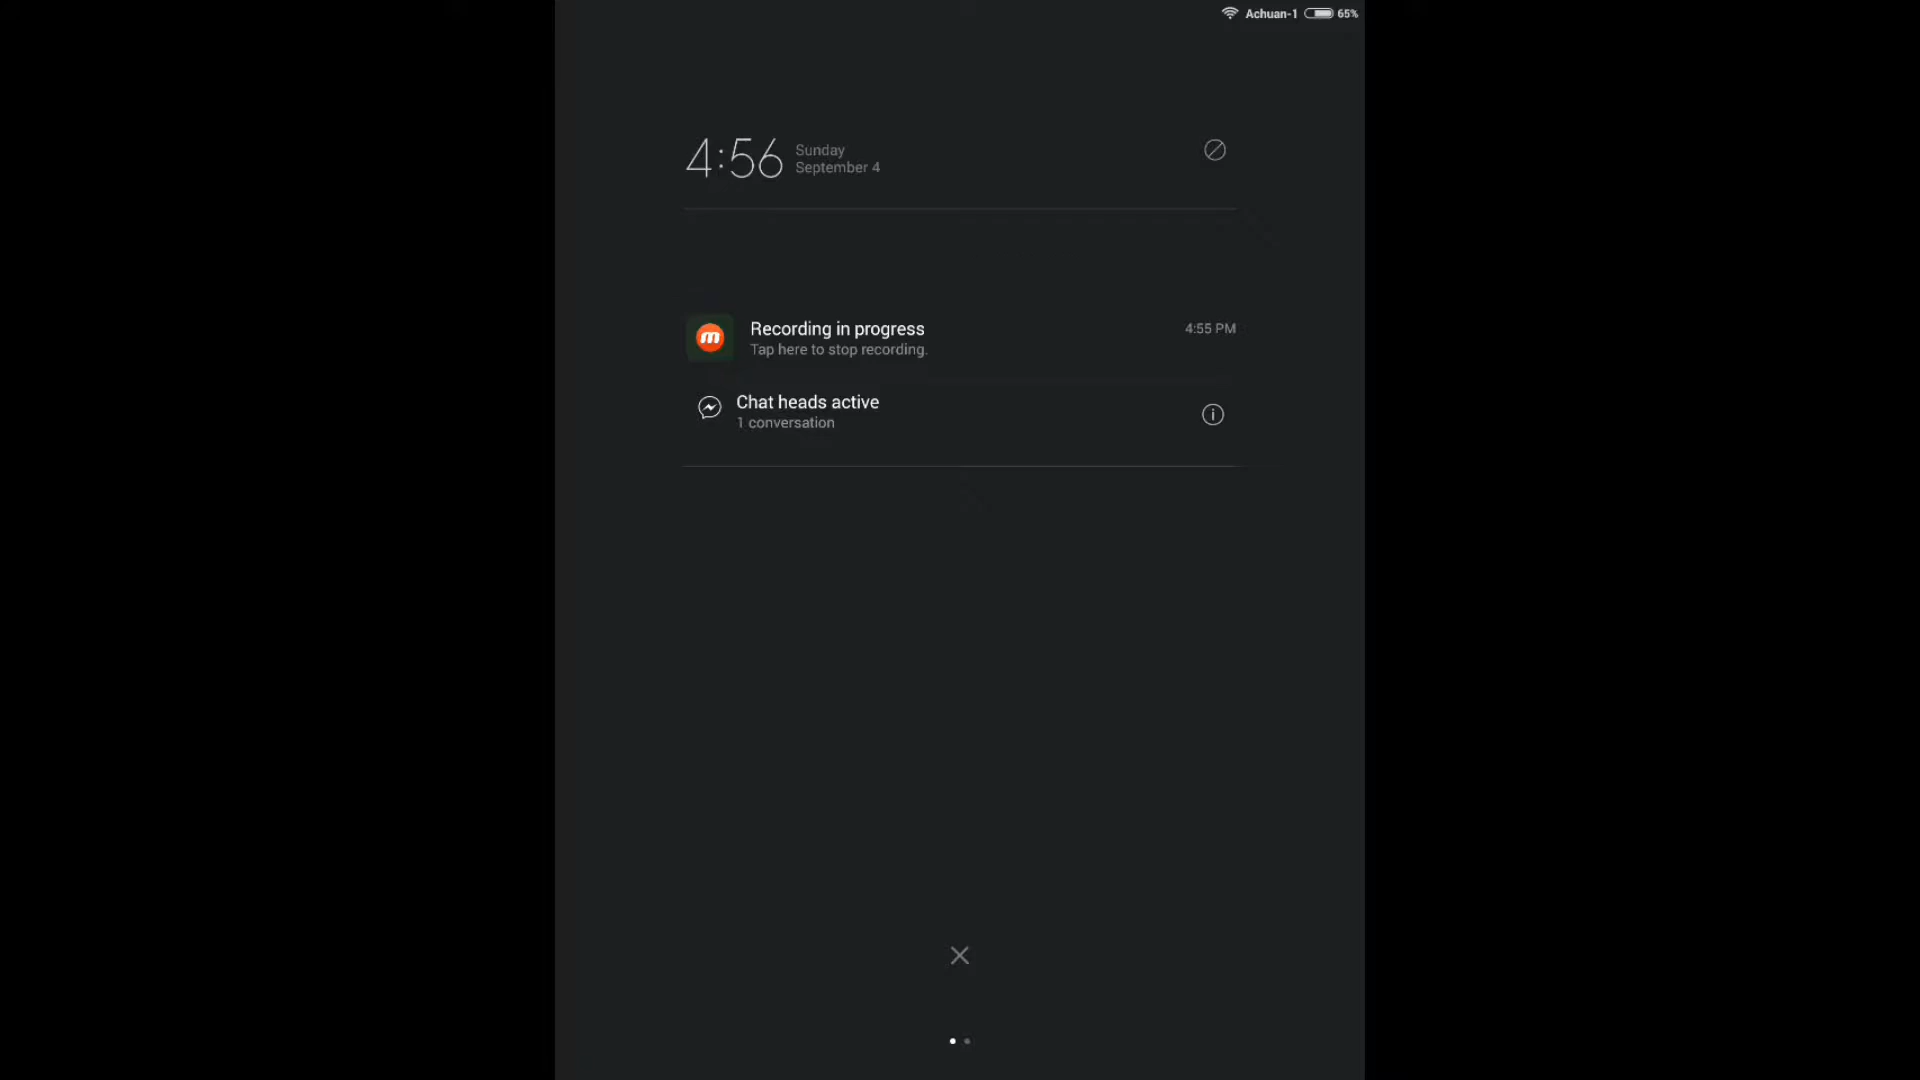 Achuan-1 65%
4:56 Sunday
September 4
Recording in progress 4:55 PM
Tap here to stop recording.
Chat heads active
1 conversation